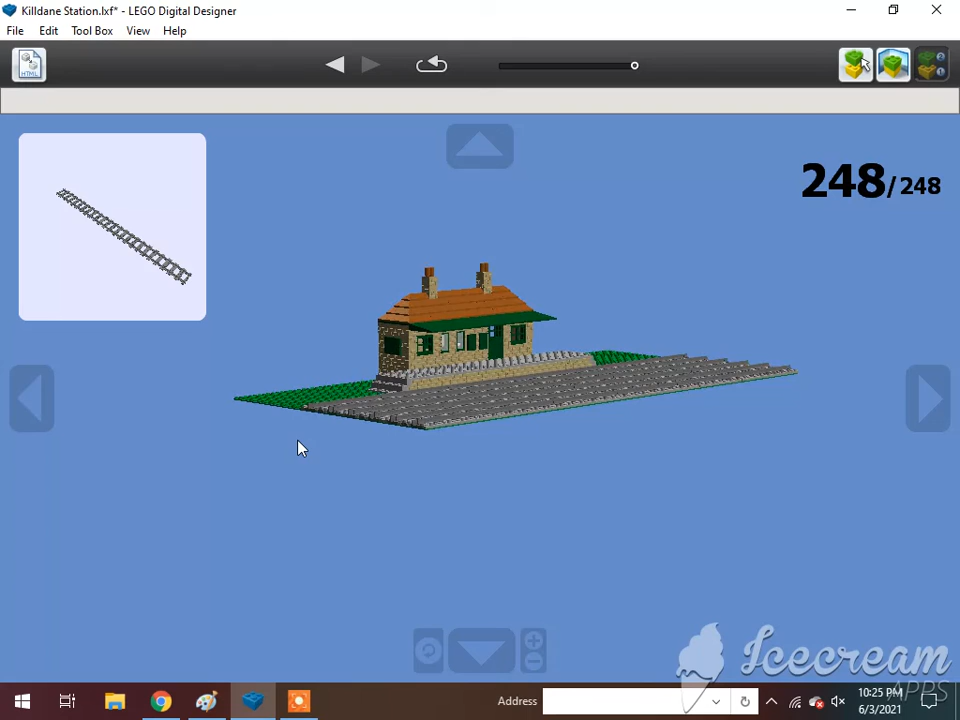 Killdane Station.lxf* - LEGO Digital Designer
File Edit Tool Box View Help
HTML
248/248
Icecream
APPS
Address
10:25 PM
6/3/2021